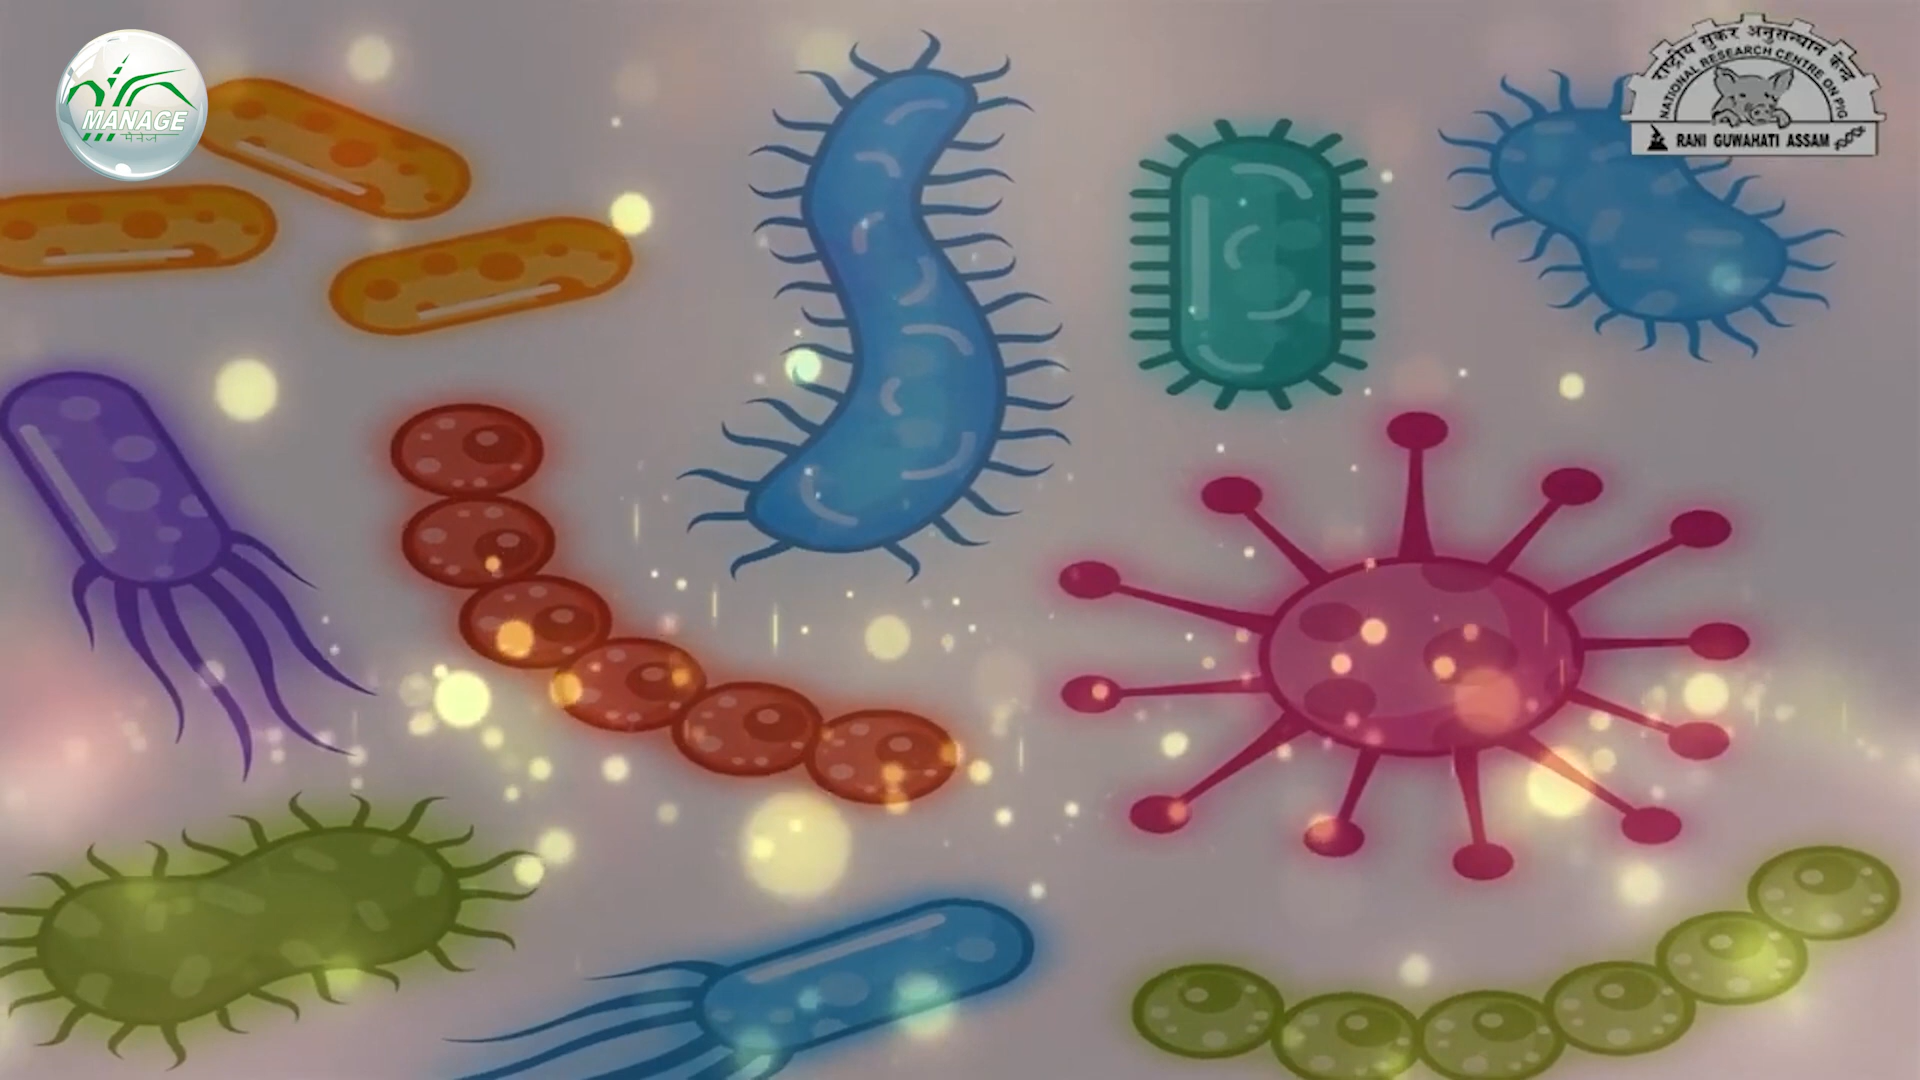 MANAGE
मैनेज
राष्ट्रीय सुकर अनुसन्धान केन्द्र
NATIONAL RESEARCH CENTRE ON PIG
RANI GUWAHATI ASSAM